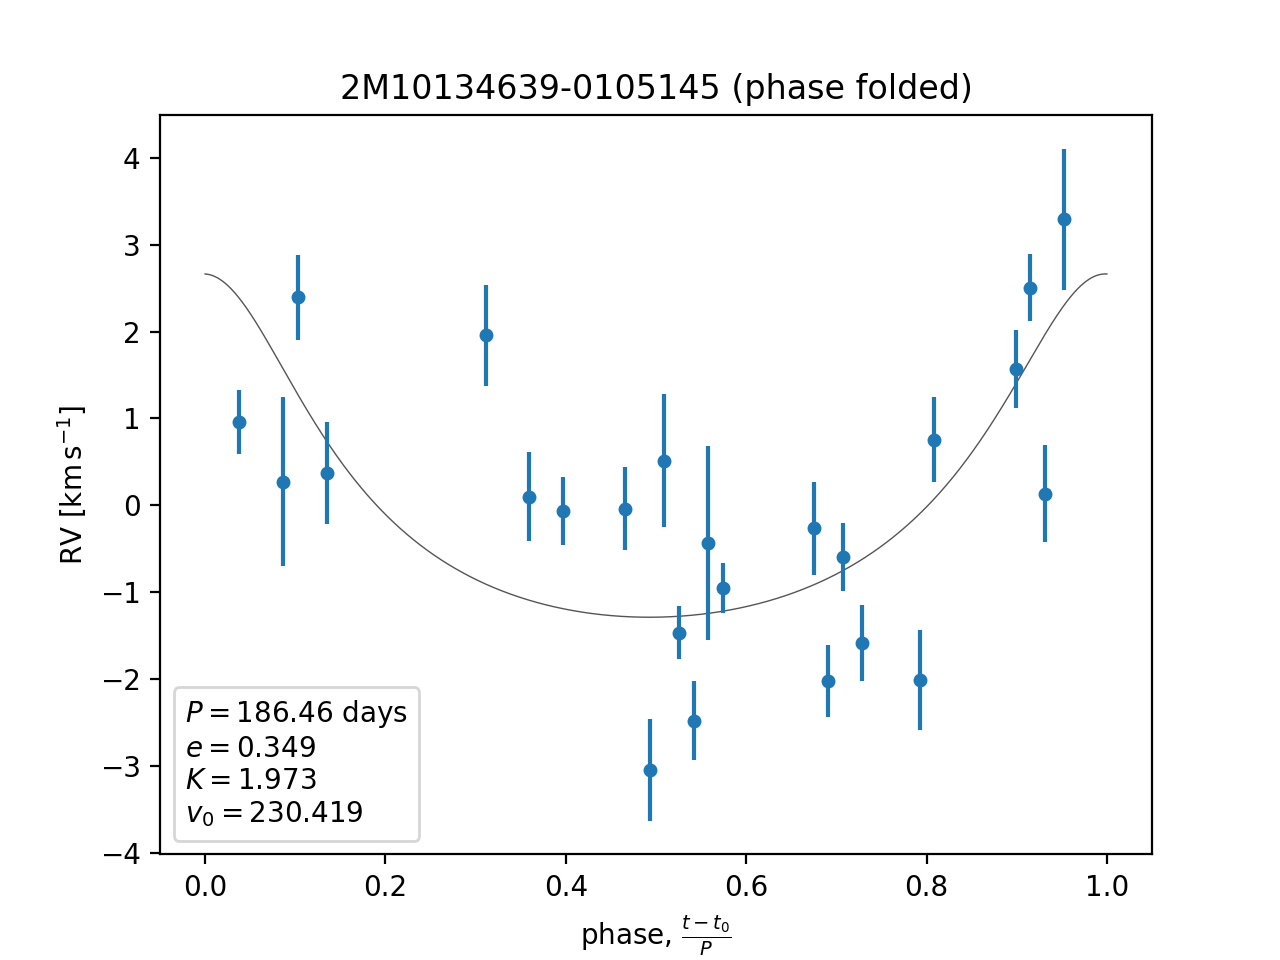 2M10134639-0105145 (phase folded)
4
3
2
1
0
−1
−2
−3
−4
RV [km s⁻¹]
P = 186.46 days
e = 0.349
K = 1.973
v₀ = 230.419
0.0 0.2 0.4 0.6 0.8 1.0
phase, (t − t₀)/P